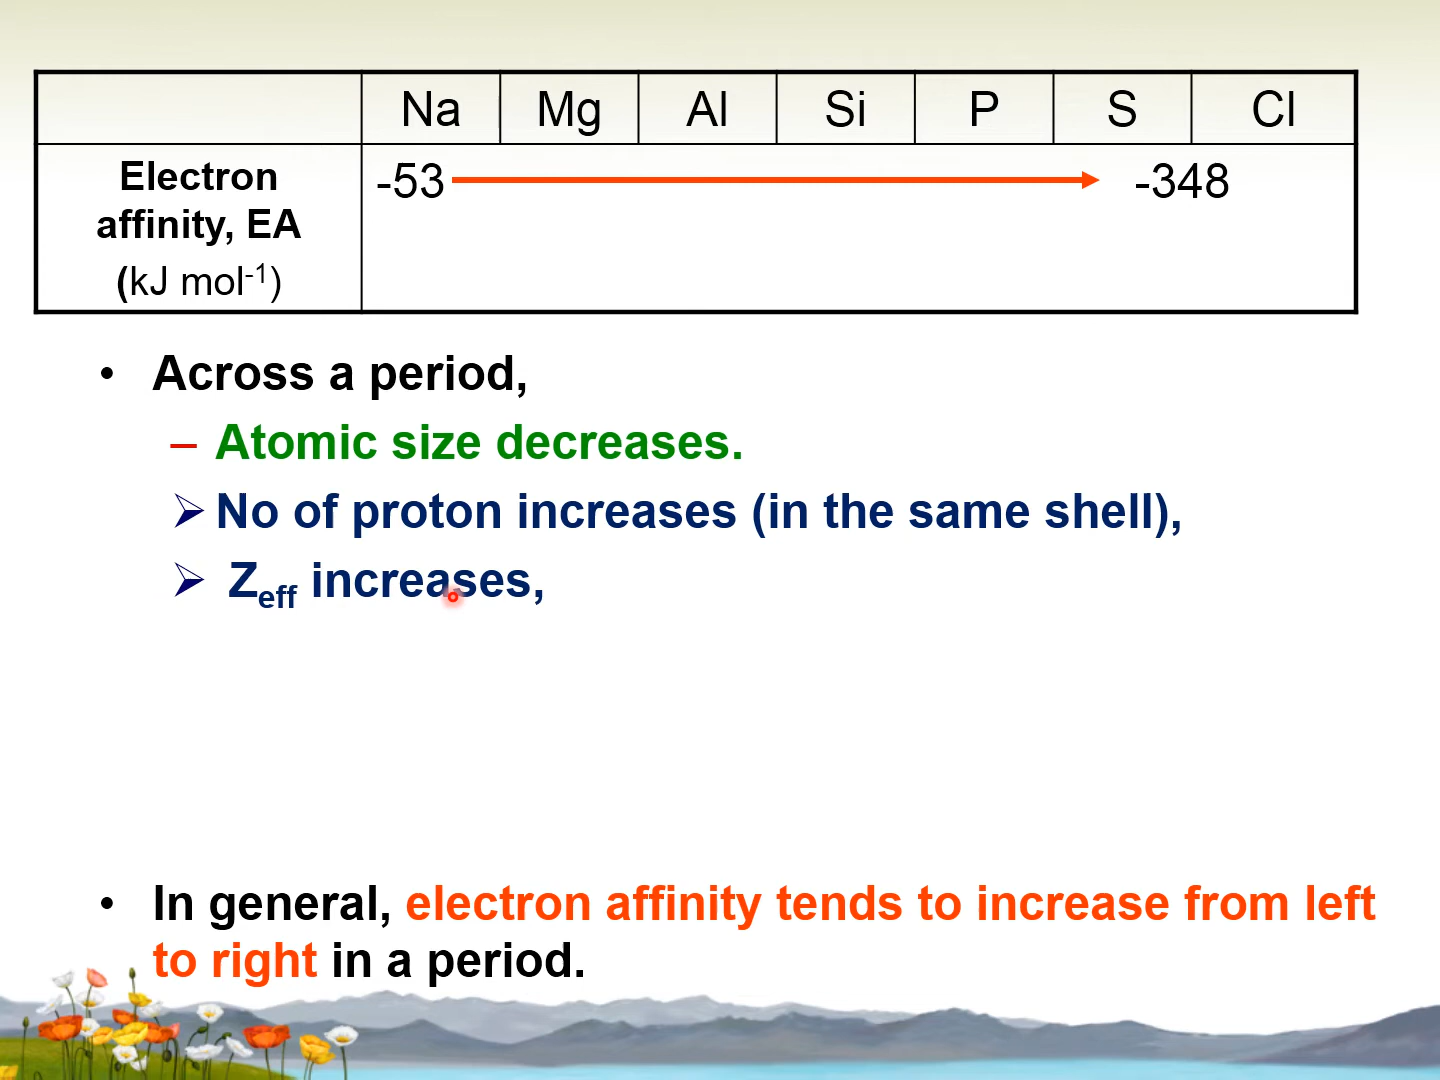 Na Mg Al Si P S Cl
Electron
affinity, EA
(kJ mol-1)
-53 -348
• Across a period,
– Atomic size decreases.
➢ No of proton increases (in the same shell),
➢ Zeff increases,
• In general, electron affinity tends to increase from left
to right in a period.